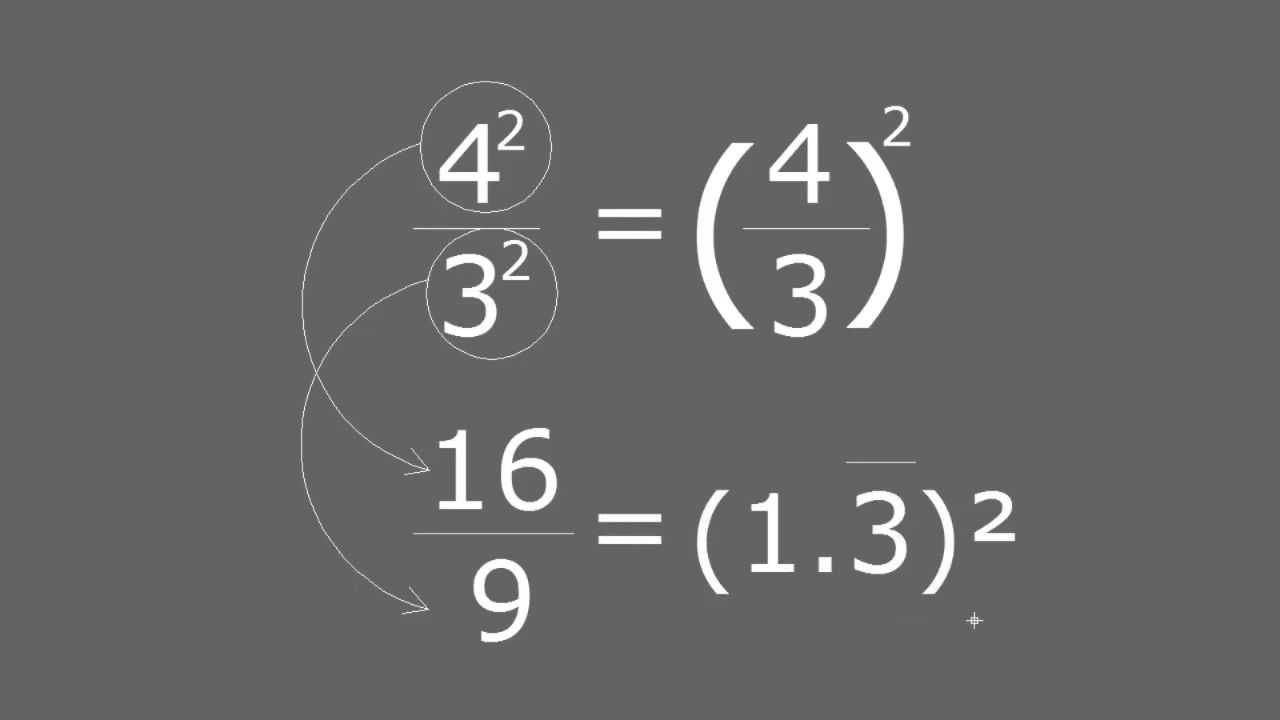 4² / 3² = (4 / 3)²
16 / 9 = (1.3̅)²